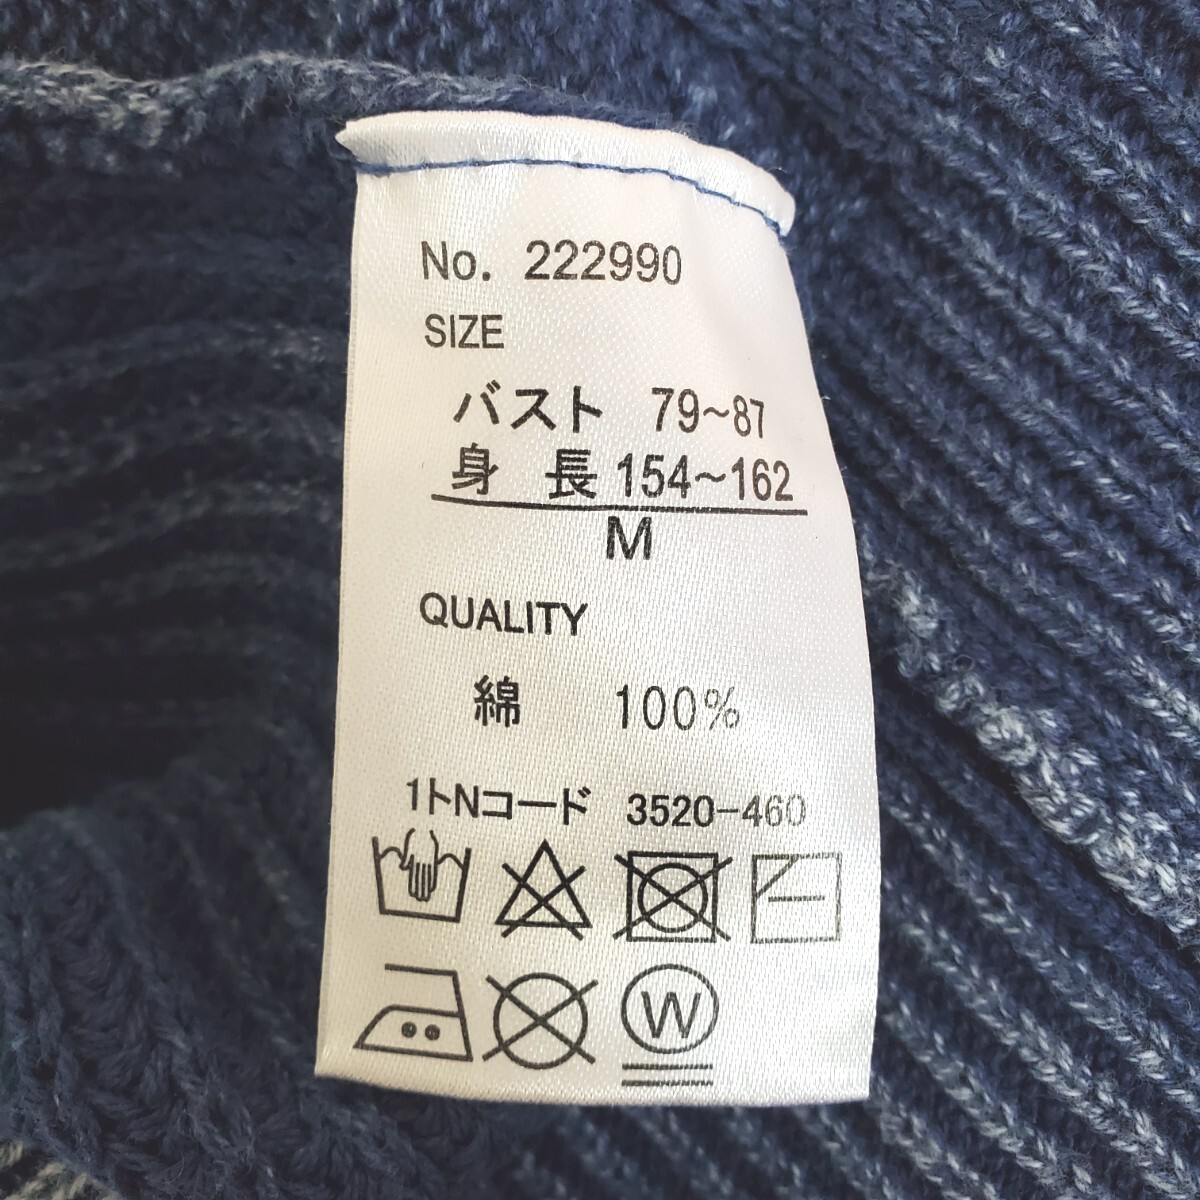 No. 222990
SIZE
バスト 79~87
身 長 154~162
M
QUALITY
綿 100%
1トNコード 3520-460
W